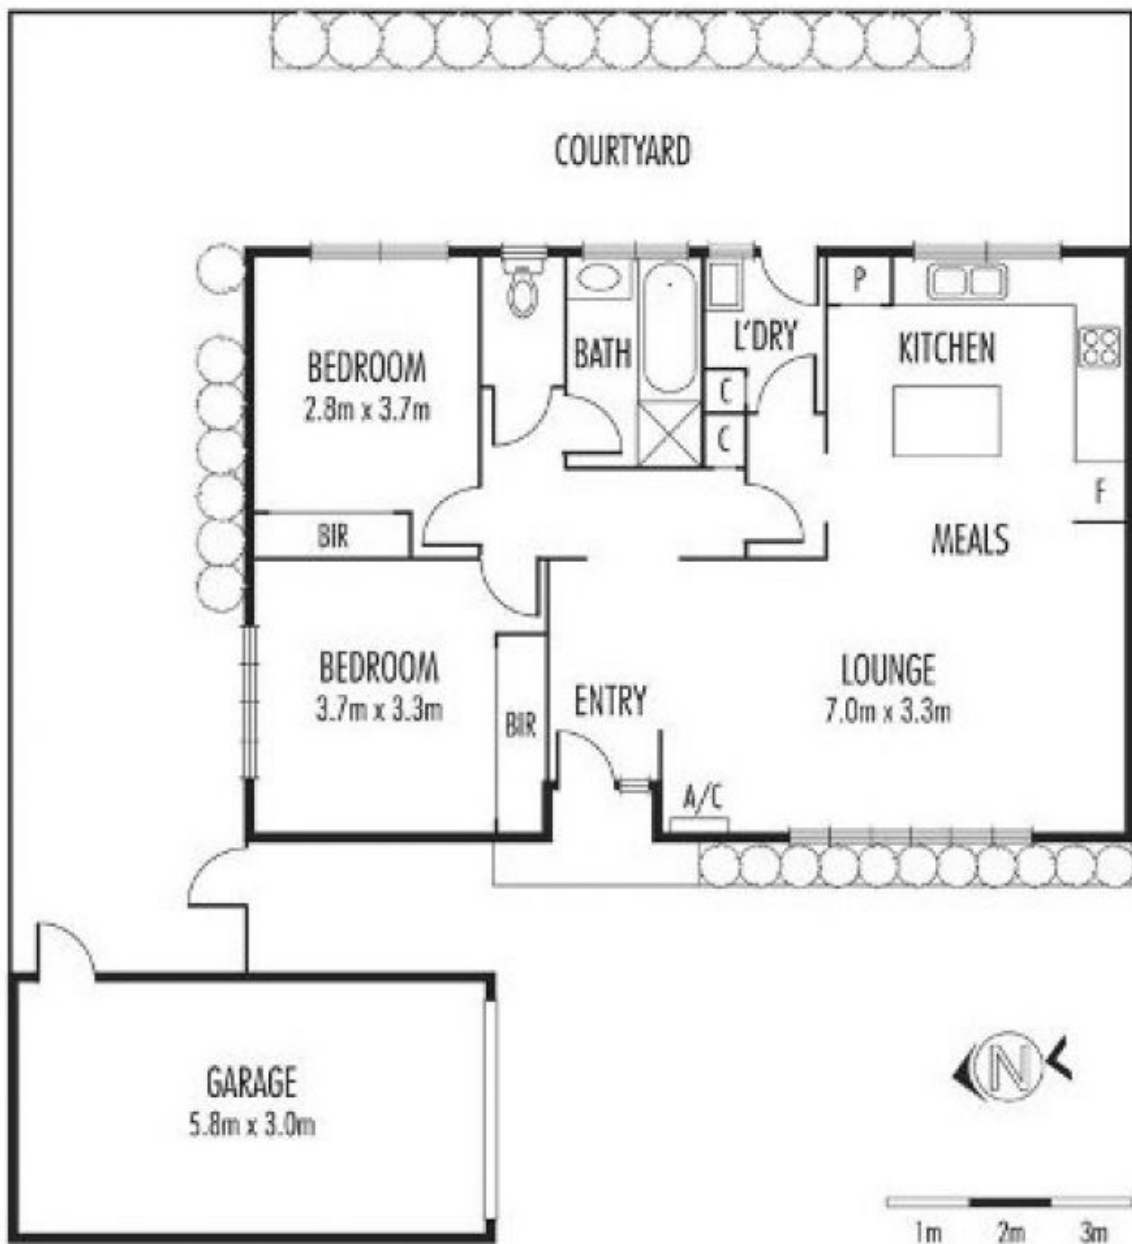 COURTYARD
P
BEDROOM
2.8m x 3.7m
BATH
L'DRY
KITCHEN
C
C
F
BIR
MEALS
BEDROOM
3.7m x 3.3m
BIR
ENTRY
LOUNGE
7.0m x 3.3m
A/C
GARAGE
5.8m x 3.0m
N
1m 2m 3m